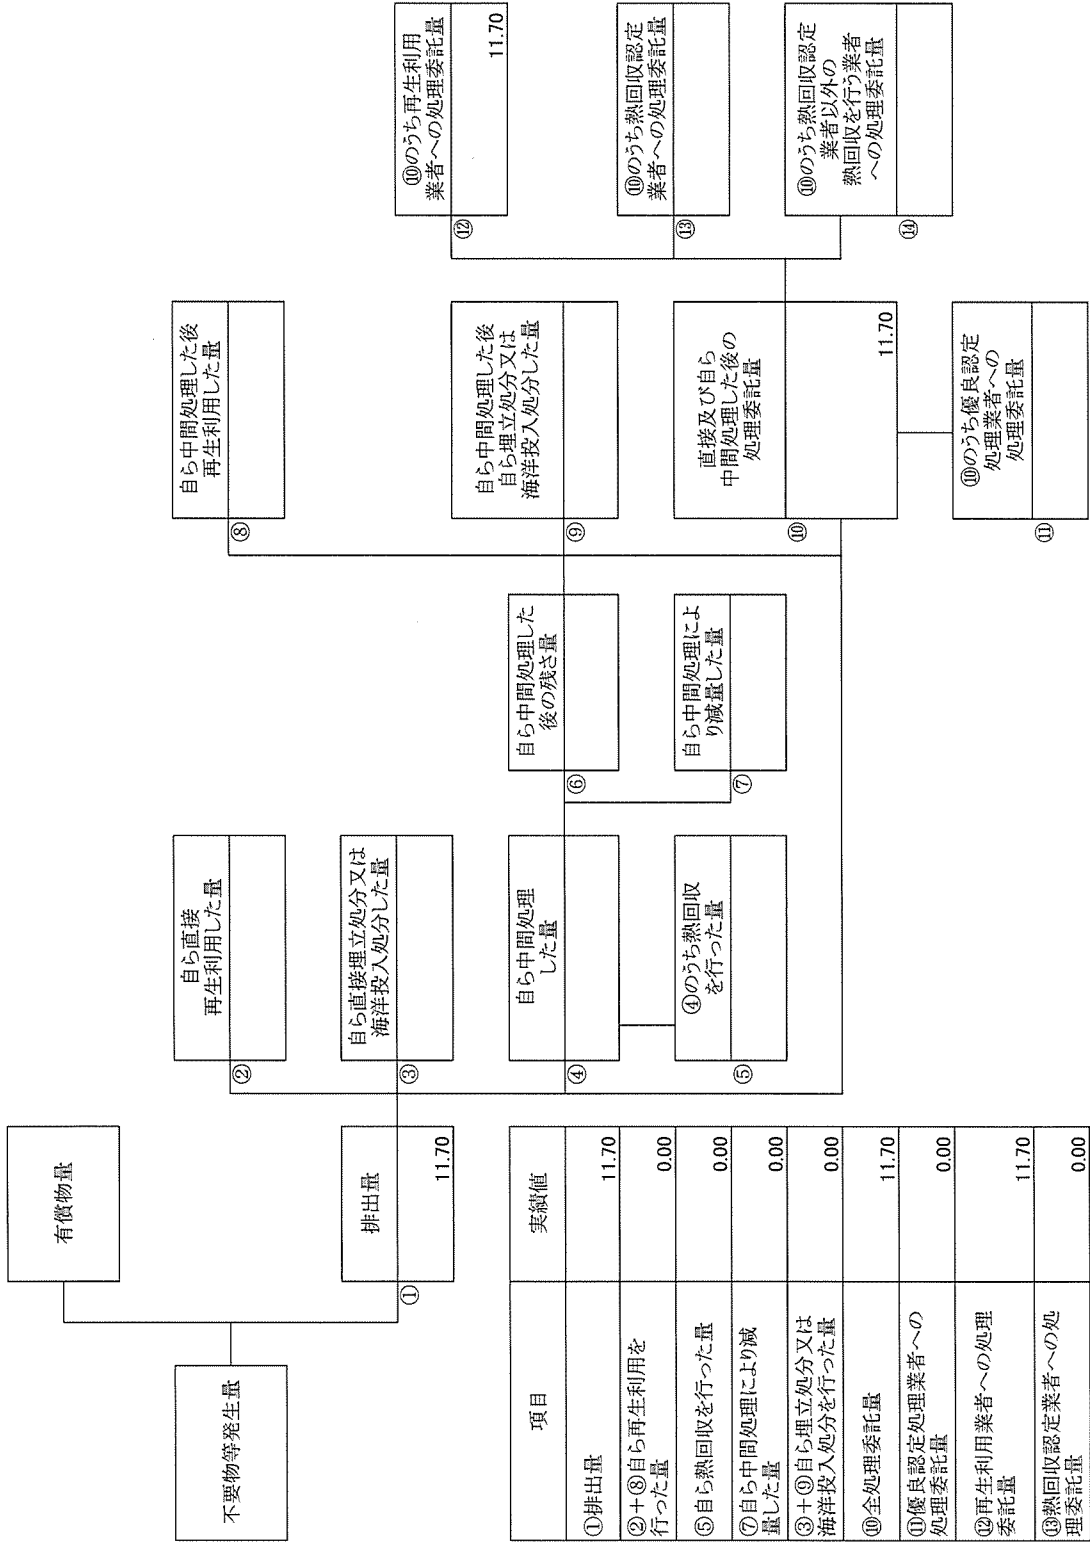 不要物等発生量
有償物量
①
排出量
11.70
②
自ら直接
再生利用した量
③
自ら直接埋立処分又は
海洋投入処分した量
④
自ら中間処理
した量
⑤
④のうち熱回収
を行った量
⑥
自ら中間処理した
後の残さ量
⑦
自ら中間処理によ
り減量した量
⑧
自ら中間処理した後
再生利用した量
⑨
自ら中間処理した後
自ら埋立処分又は
海洋投入処分した量
⑩
直接及び自ら
中間処理した後の
処理委託量
11.70
⑪
⑩のうち優良認定
処理業者への
処理委託量
⑫
⑩のうち再生利用
業者への処理委託量
11.70
⑬
⑩のうち熱回収認定
業者への処理委託量
⑭
⑩のうち熱回収認定
業者以外の
熱回収を行う業者
への処理委託量
項目 実績値
①排出量 11.70
②+⑧自ら再生利用を
行った量 0.00
⑤自ら熱回収を行った量 0.00
⑦自ら中間処理により減
量した量 0.00
③+⑨自ら埋立処分又は
海洋投入処分を行った量 0.00
⑩全処理委託量 11.70
⑪優良認定処理業者への
処理委託量 0.00
⑫再生利用業者への処理
委託量 11.70
⑬熱回収認定業者への処
理委託量 0.00